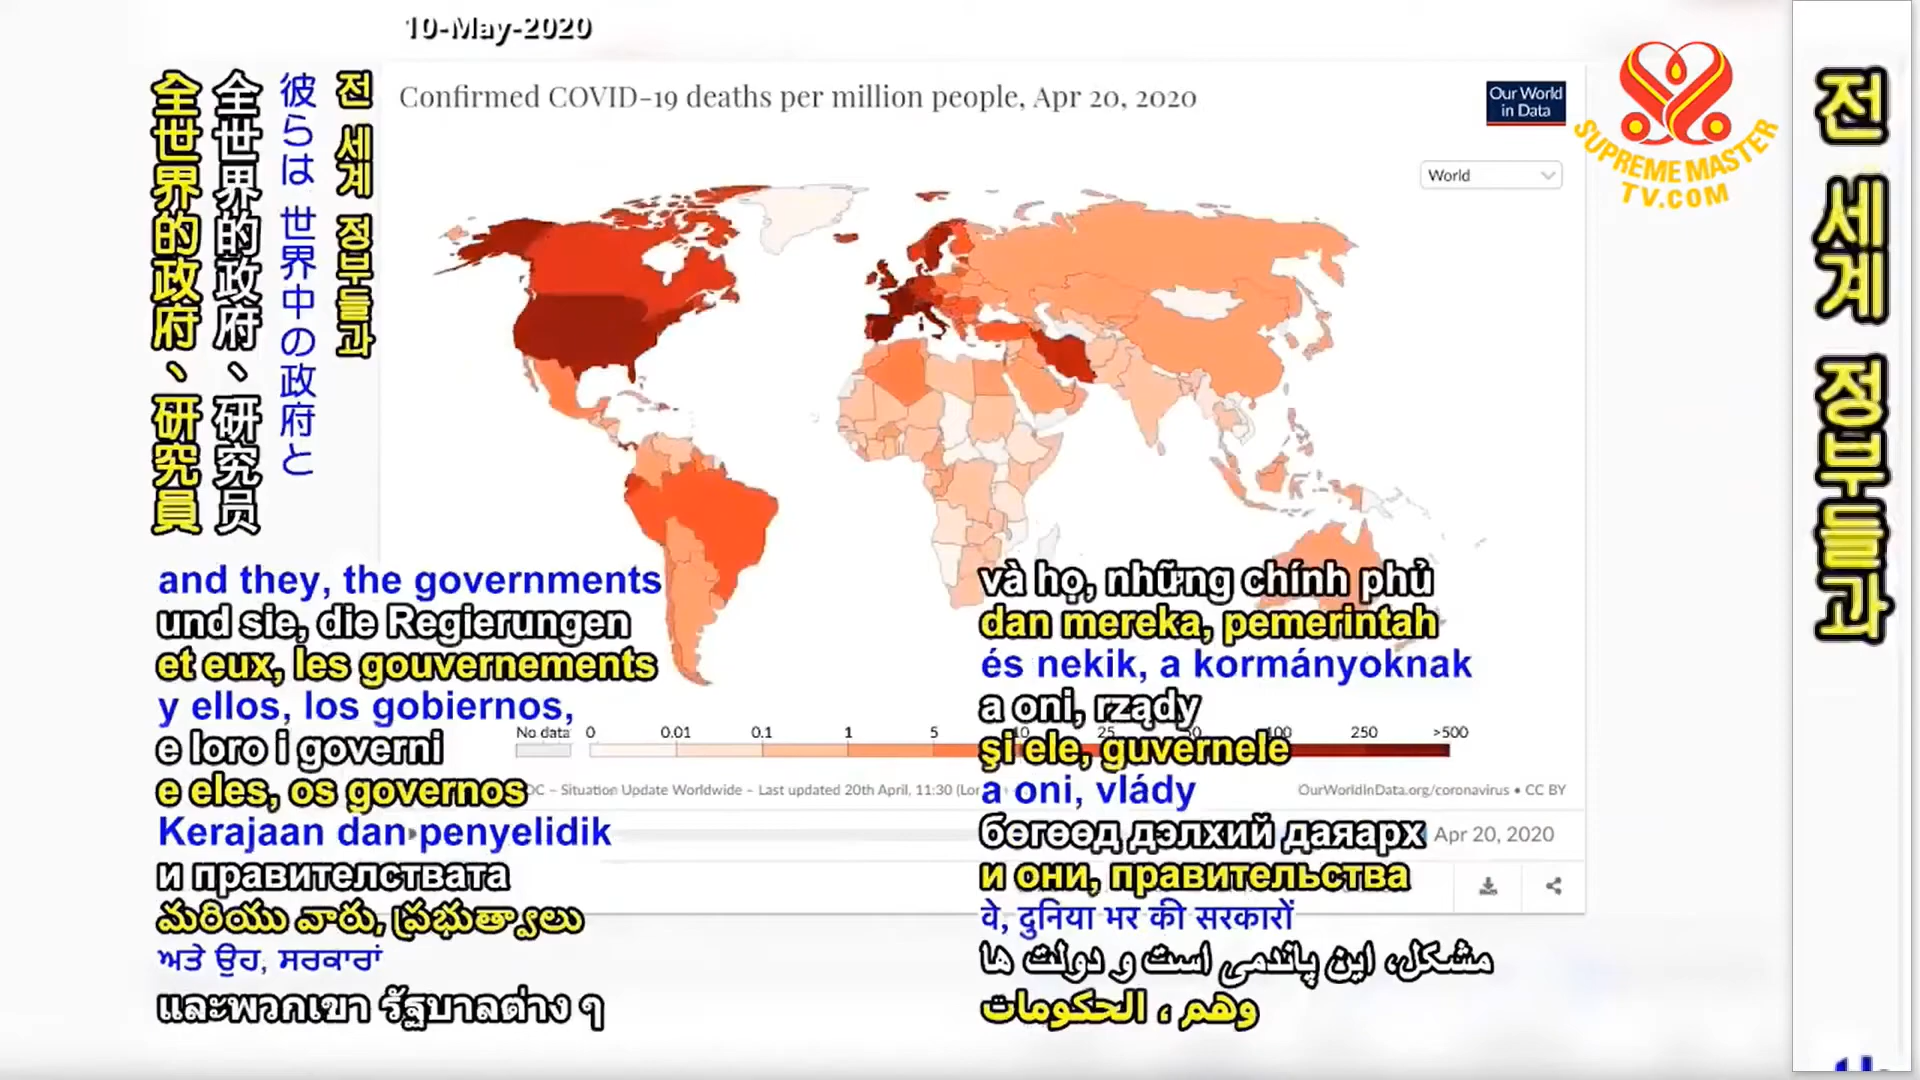 10-May-2020
Confirmed COVID-19 deaths per million people, Apr 20, 2020
Our World
in Data
World
SUPREME MASTER
TV.COM
전 세계 정부들과
彼らは 世界中の政府と
全世界的政府、研究员
全世界的政府、研究員
전 세계 정부들과
and they, the governments
und sie, die Regierungen
et eux, les gouvernements
y ellos, los gobiernos,
e loro i governi
e eles, os governos
Kerajaan dan penyelidik
и правителствата
మరియు వారు, ప్రభుత్వాలు
ਅਤੇ ਉਹ, ਸਰਕਾਰਾਂ
และพวกเขา รัฐบาลต่าง ๆ
và họ, những chính phủ
dan mereka, pemerintah
és nekik, a kormányoknak
a oni, rządy
şi ele, guvernele
a oni, vlády
бөгөөд дэлхий даяарх
и они, правительства
वे, दुनिया भर की सरकारों
مشکل، این پاندمی است و دولت ها
وهم ، الحكومات
No data 0 0.01 0.1 1 5 10 25 50 100 250 >500
– Situation Update Worldwide – Last updated 20th April, 11:30
OurWorldInData.org/coronavirus • CC BY
Apr 20, 2020